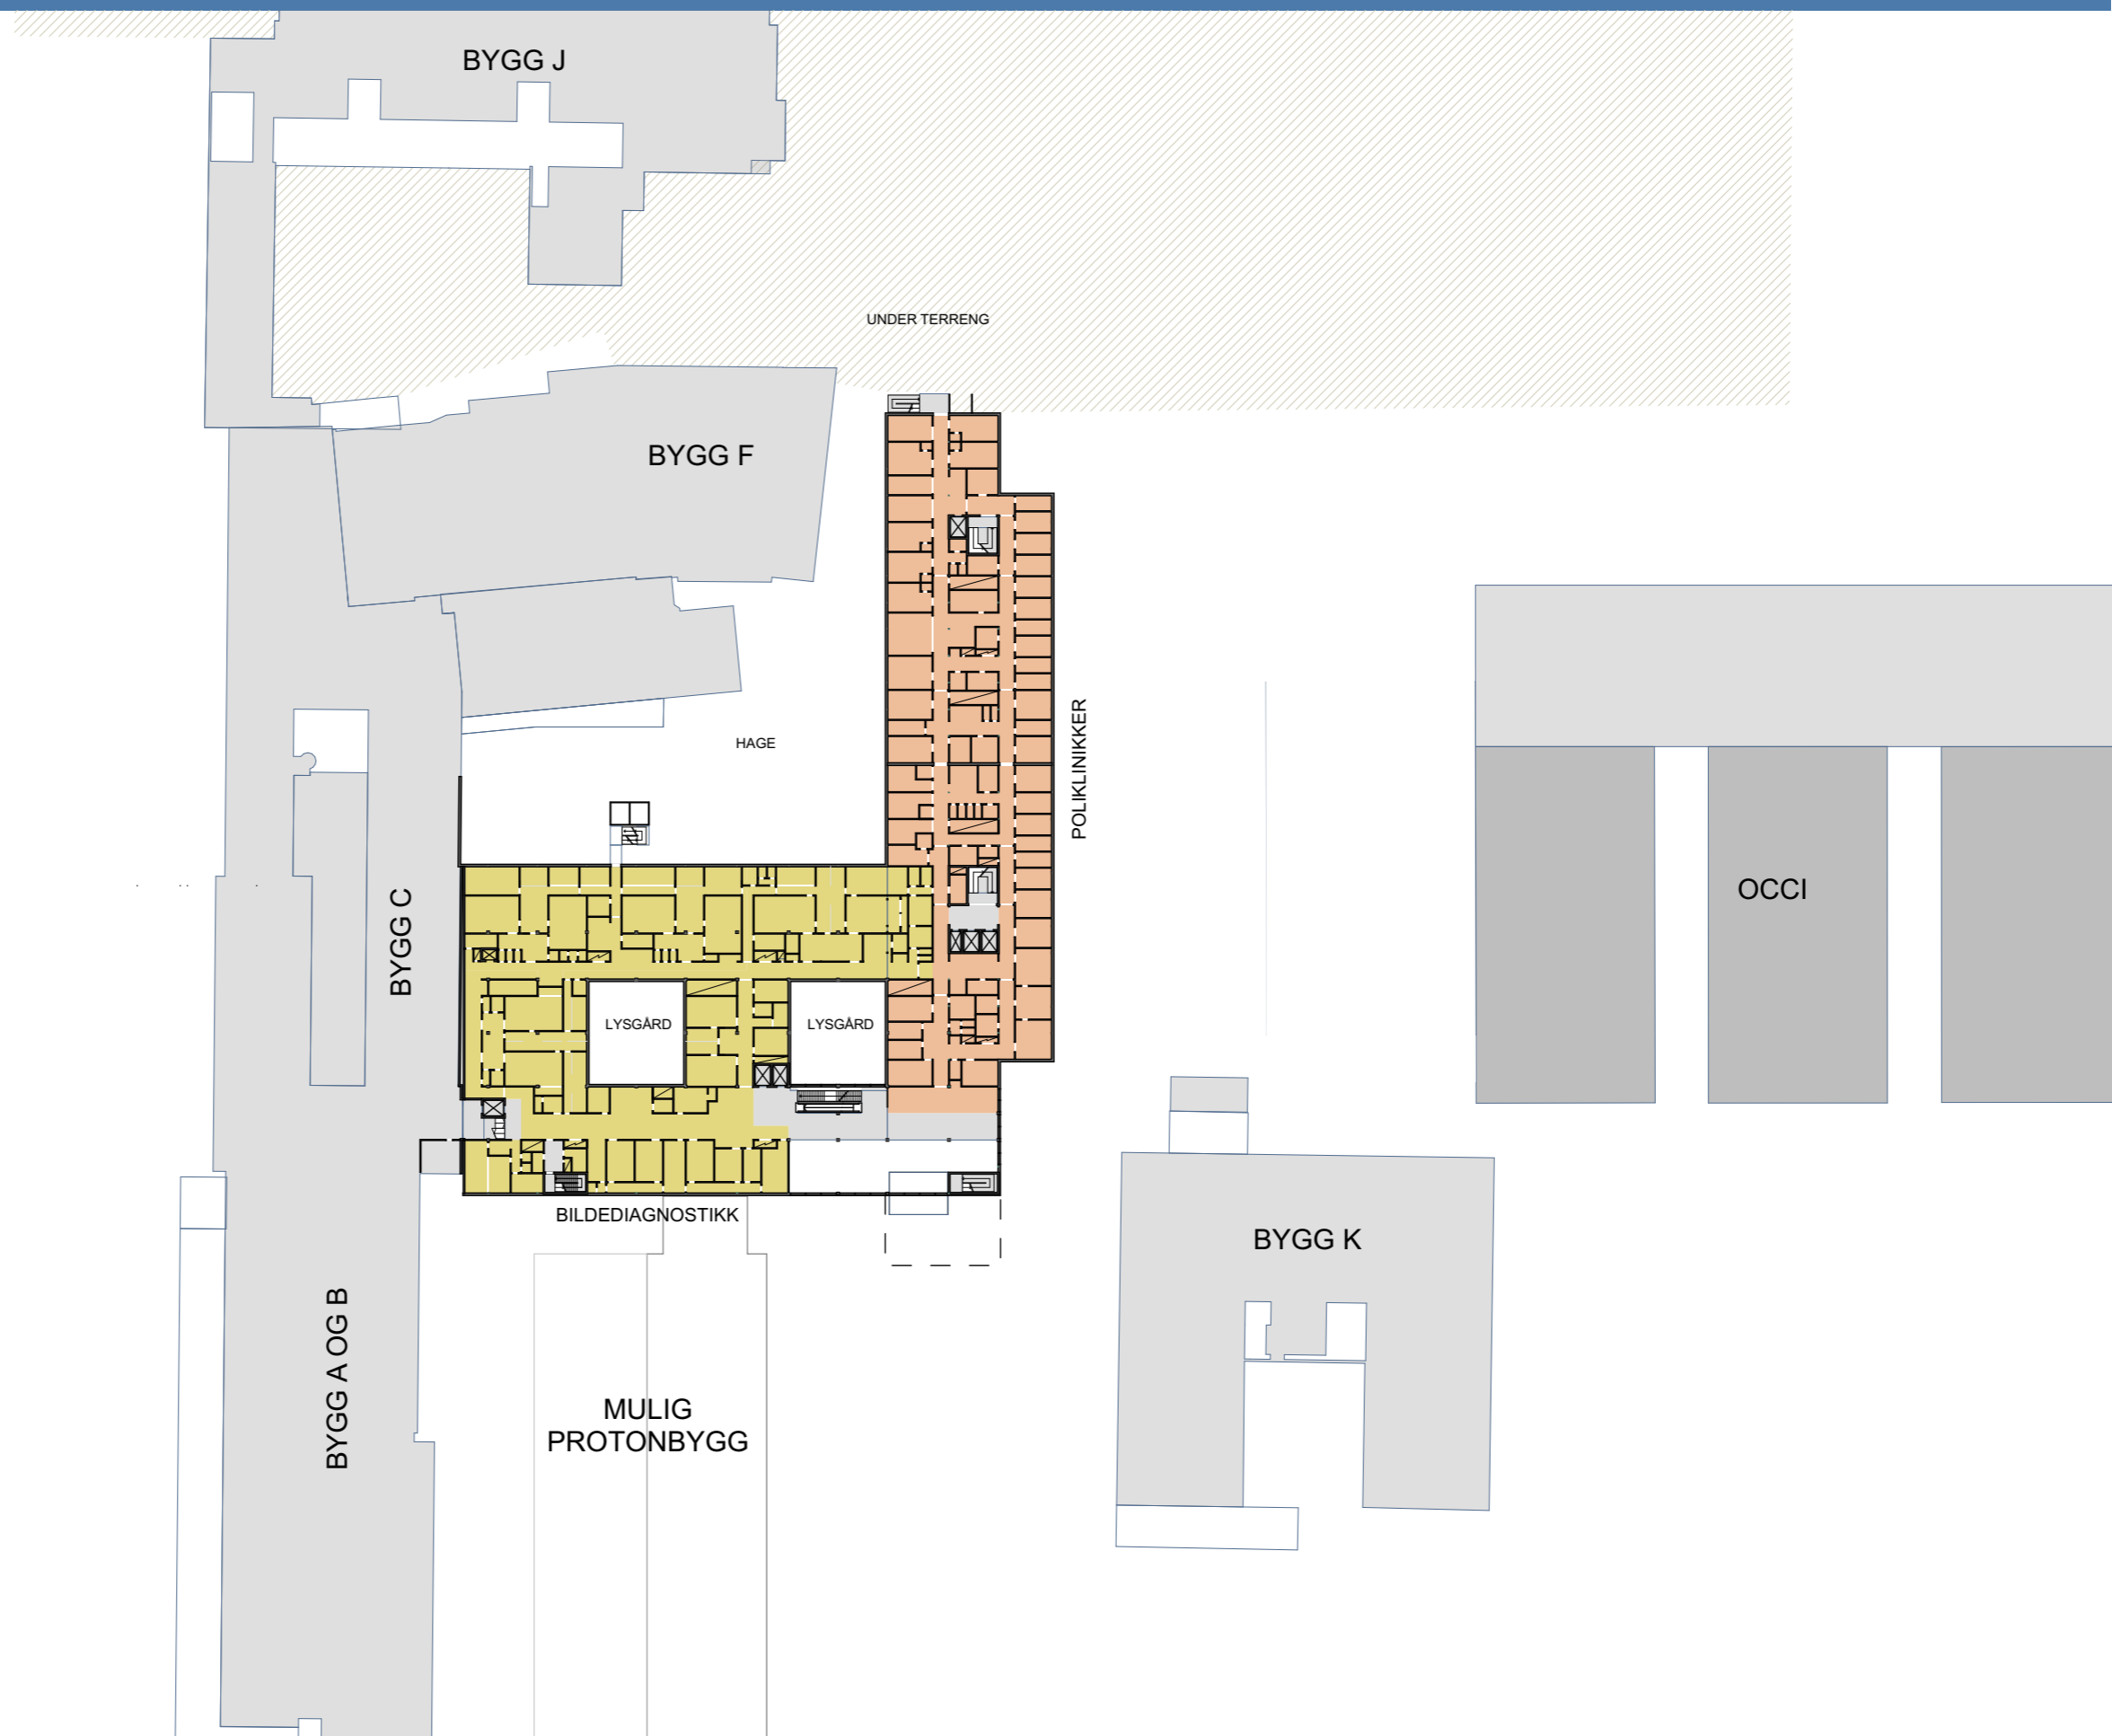 BYGG J
UNDER TERRENG
BYGG F
POLIKLINIKKER
HAGE
OCCI
BYGG C
LYSGÅRD
LYSGÅRD
BILDEDIAGNOSTIKK
BYGG K
BYGG A OG B
MULIG
PROTONBYGG